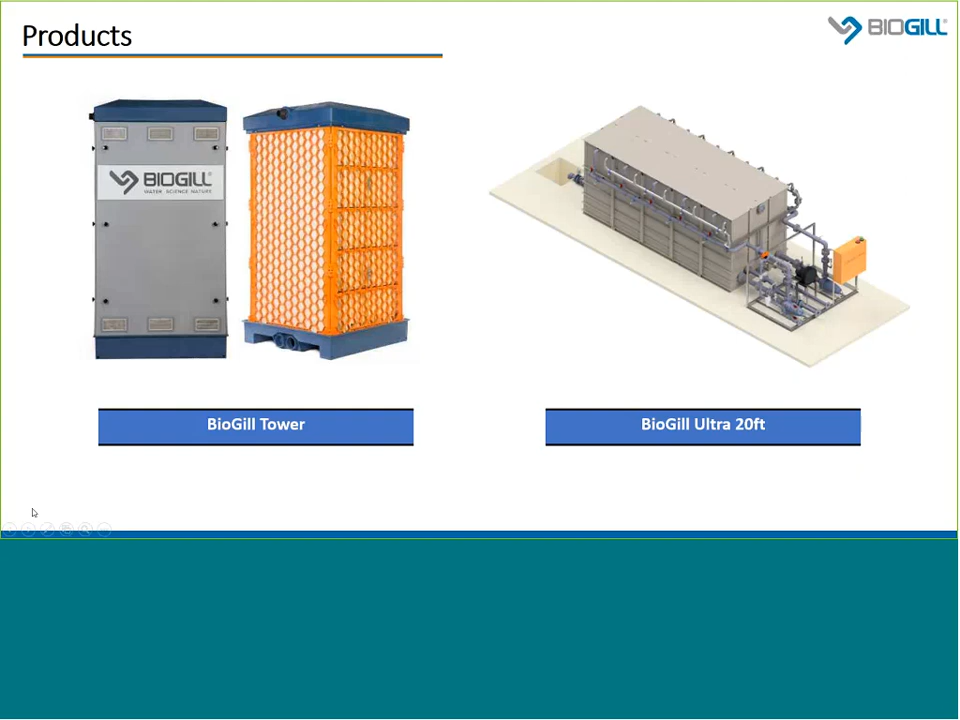 Products
BIOGILL
BIOGILL
WATER SCIENCE NATURE
BioGill Tower
BioGill Ultra 20ft